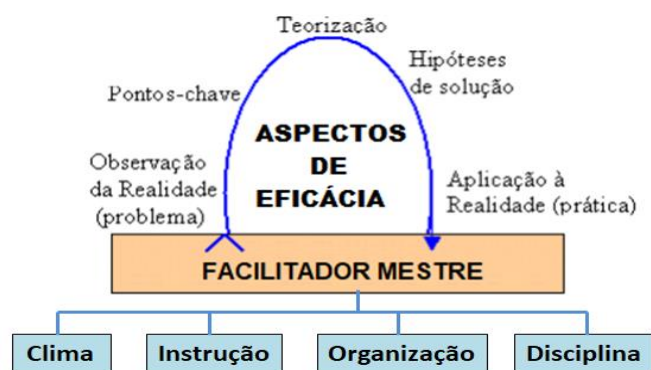 Teorização
Hipóteses
de solução
Pontos-chave
ASPECTOS
DE
EFICÁCIA
Observação
da Realidade
(problema)
Aplicação à
Realidade (prática)
FACILITADOR MESTRE
Clima
Instrução
Organização
Disciplina